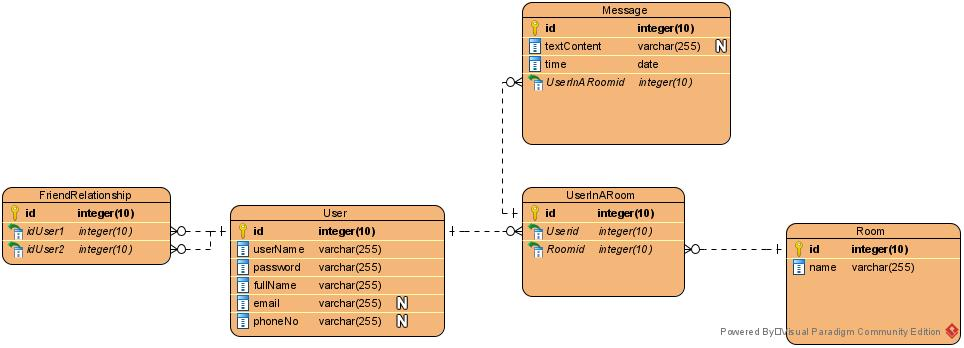 Message
id integer(10)
textContent varchar(255) N
time date
UserInARoomid integer(10)
FriendRelationship
id integer(10)
idUser1 integer(10)
idUser2 integer(10)
User
id integer(10)
userName varchar(255)
password varchar(255)
fullName varchar(255)
email varchar(255) N
phoneNo varchar(255) N
UserInARoom
id integer(10)
Userid integer(10)
Roomid integer(10)
Room
id integer(10)
name varchar(255)
Powered By Visual Paradigm Community Edition